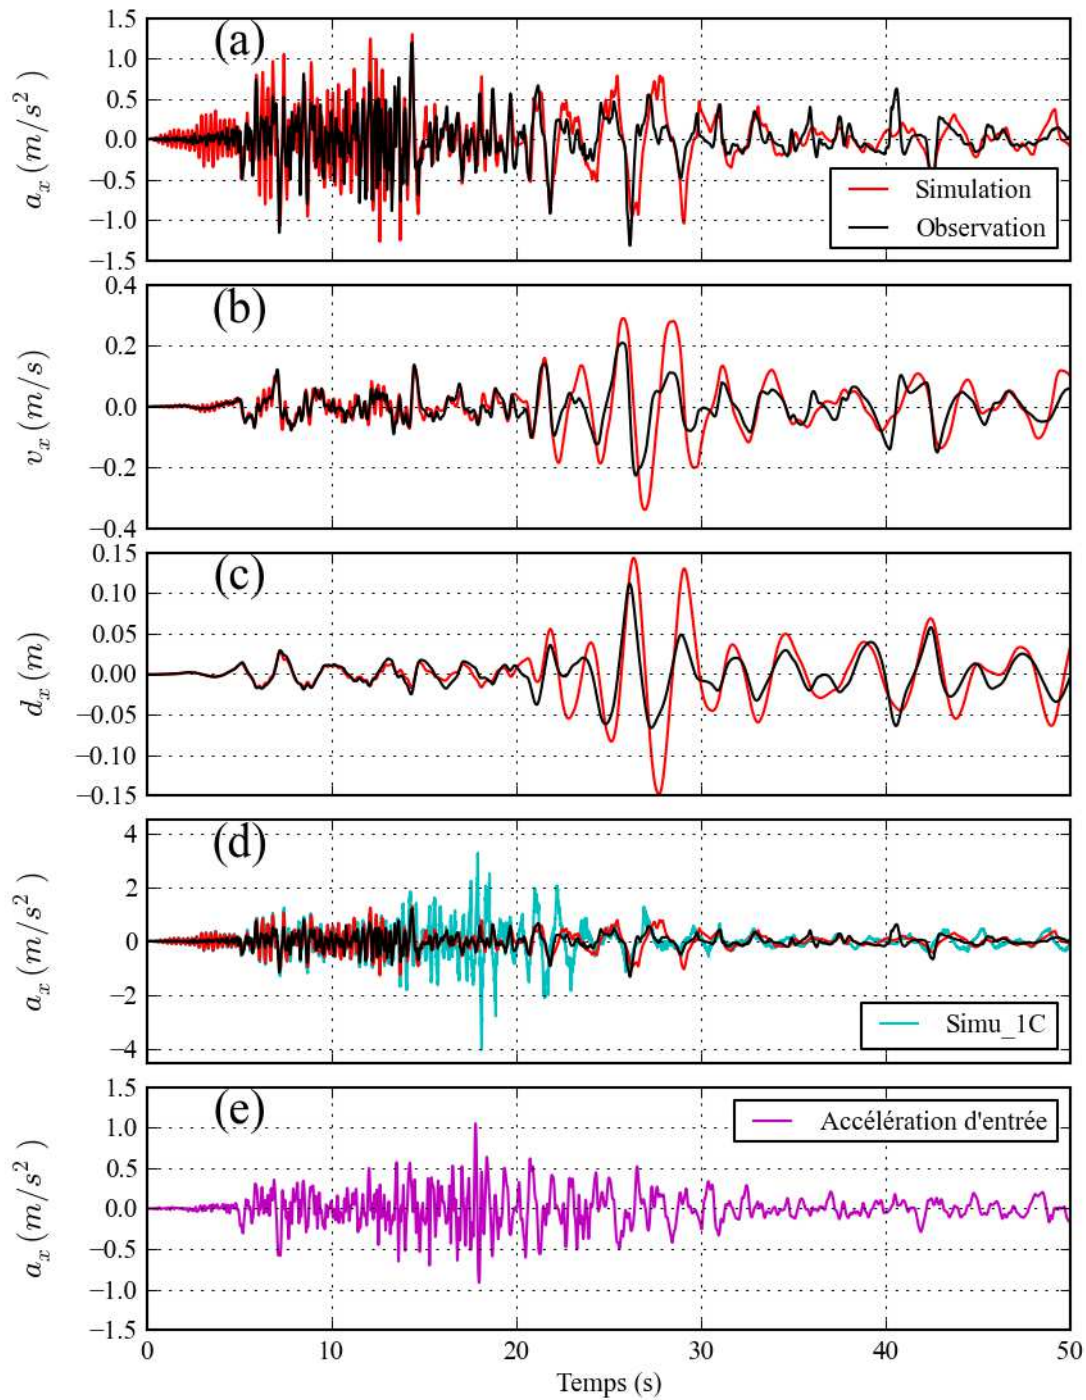 (a)
1.5
1.0
0.5
0.0
−0.5
−1.0
−1.5
a_x (m/s²)
Simulation
Observation
(b)
0.4
0.2
0.0
−0.2
−0.4
v_x (m/s)
(c)
0.15
0.10
0.05
0.00
−0.05
−0.10
−0.15
d_x (m)
(d)
4
2
0
−2
−4
a_x (m/s²)
Simu_1C
(e)
1.5
1.0
0.5
0.0
−0.5
−1.0
−1.5
a_x (m/s²)
Accélération d'entrée
0 10 20 30 40 50
Temps (s)